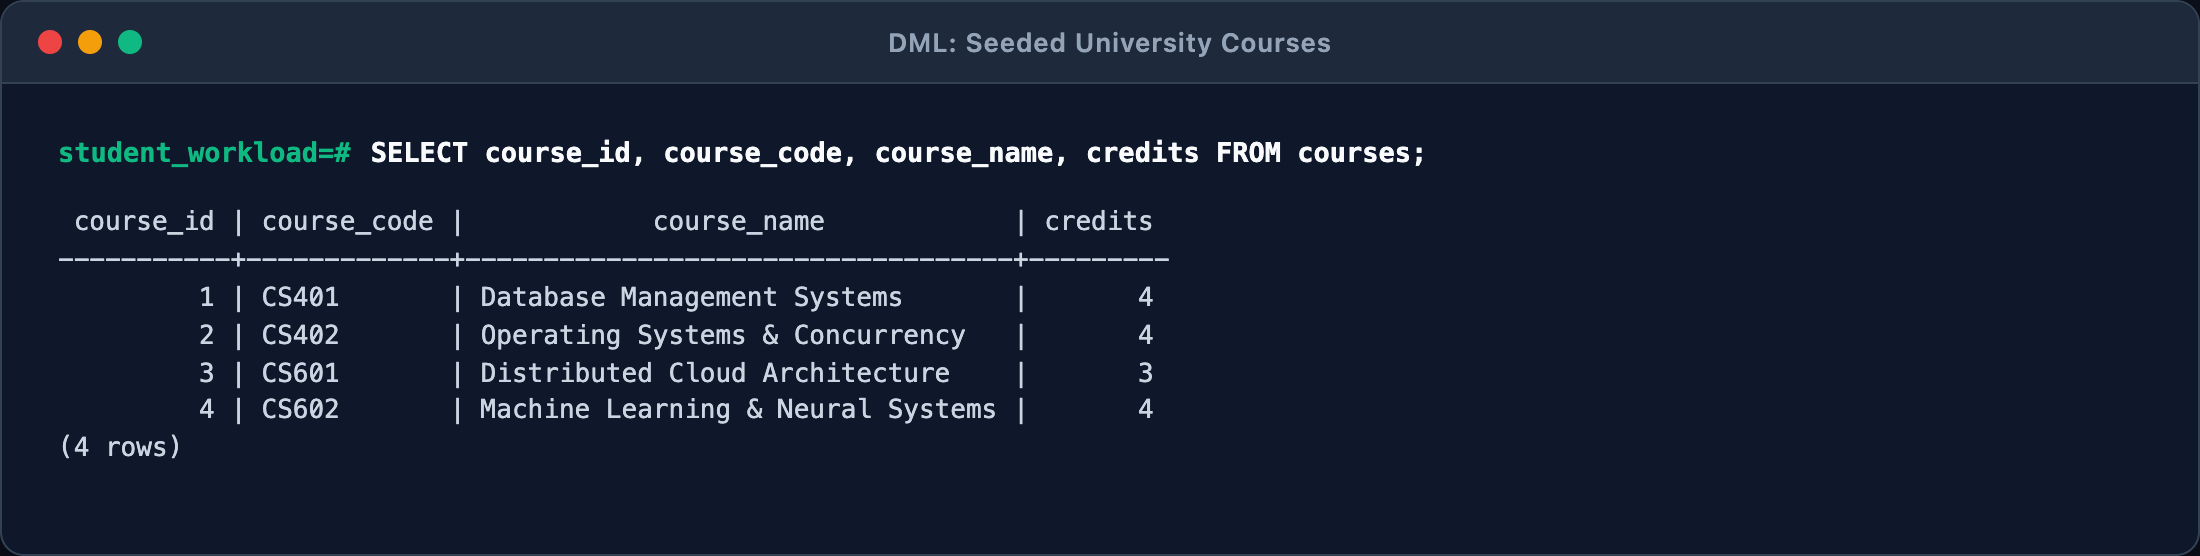 DML: Seeded University Courses
student_workload=# SELECT course_id, course_code, course_name, credits FROM courses;
 course_id | course_code |            course_name            | credits
-----------+-------------+-----------------------------------+---------
         1 | CS401       | Database Management Systems       |       4
         2 | CS402       | Operating Systems & Concurrency   |       4
         3 | CS601       | Distributed Cloud Architecture    |       3
         4 | CS602       | Machine Learning & Neural Systems |       4
(4 rows)